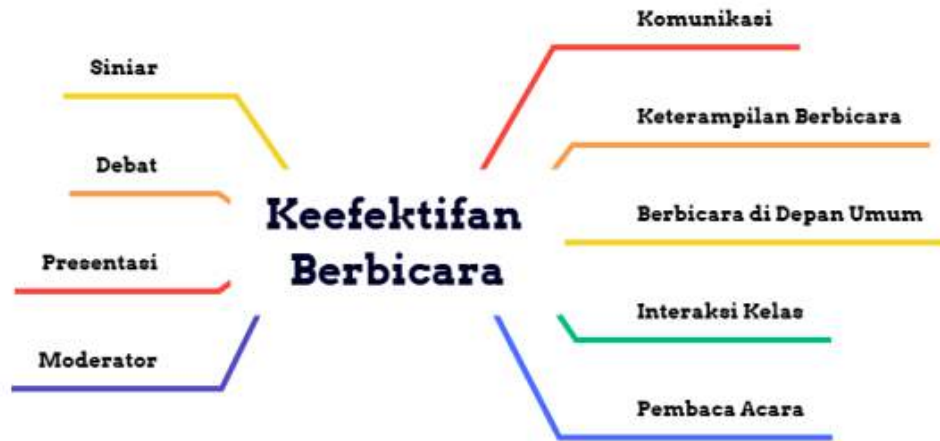 Keefektifan
Berbicara
Komunikasi
Keterampilan Berbicara
Berbicara di Depan Umum
Interaksi Kelas
Pembaca Acara
Siniar
Debat
Presentasi
Moderator